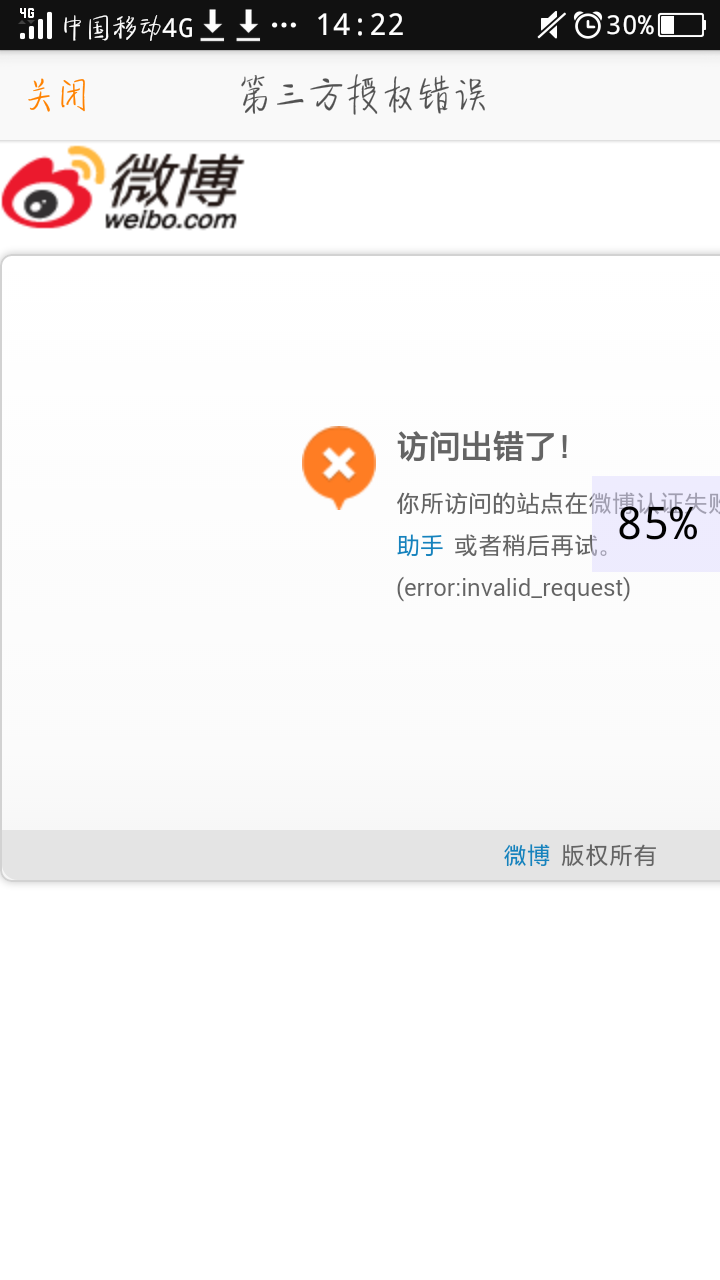 4G 中国移动4G ··· 14:22 30%
关闭 第三方授权错误
微博
weibo.com
访问出错了!
你所访问的站点在微博认证失败
85%
助手 或者稍后再试。
(error:invalid_request)
微博 版权所有